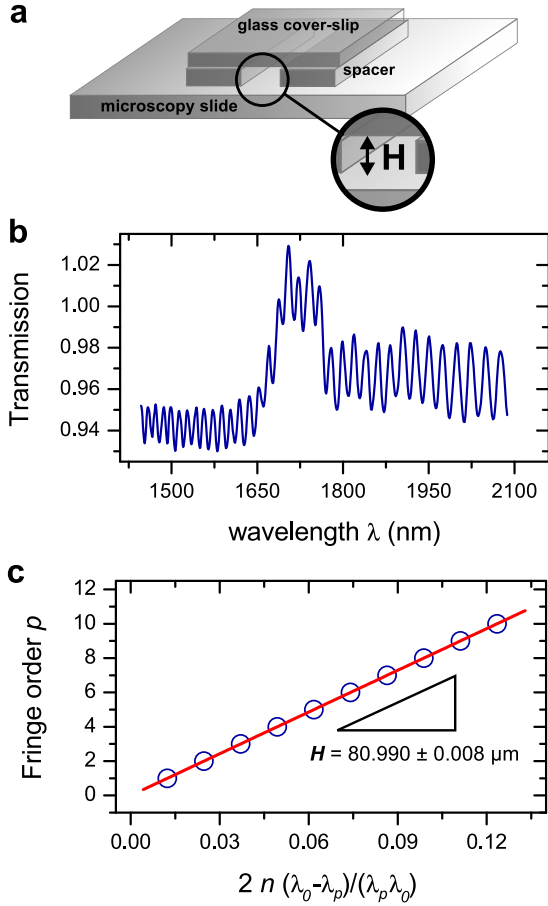 a
glass cover-slip
spacer
microscopy slide
H
b
Transmission
1.02
1.00
0.98
0.96
0.94
1500 1650 1800 1950 2100
wavelength λ (nm)
c
Fringe order p
12
10
8
6
4
2
0
H = 80.990 ± 0.008 µm
0.00 0.03 0.06 0.09 0.12
2 n (λ₀-λₚ)/(λₚλ₀)